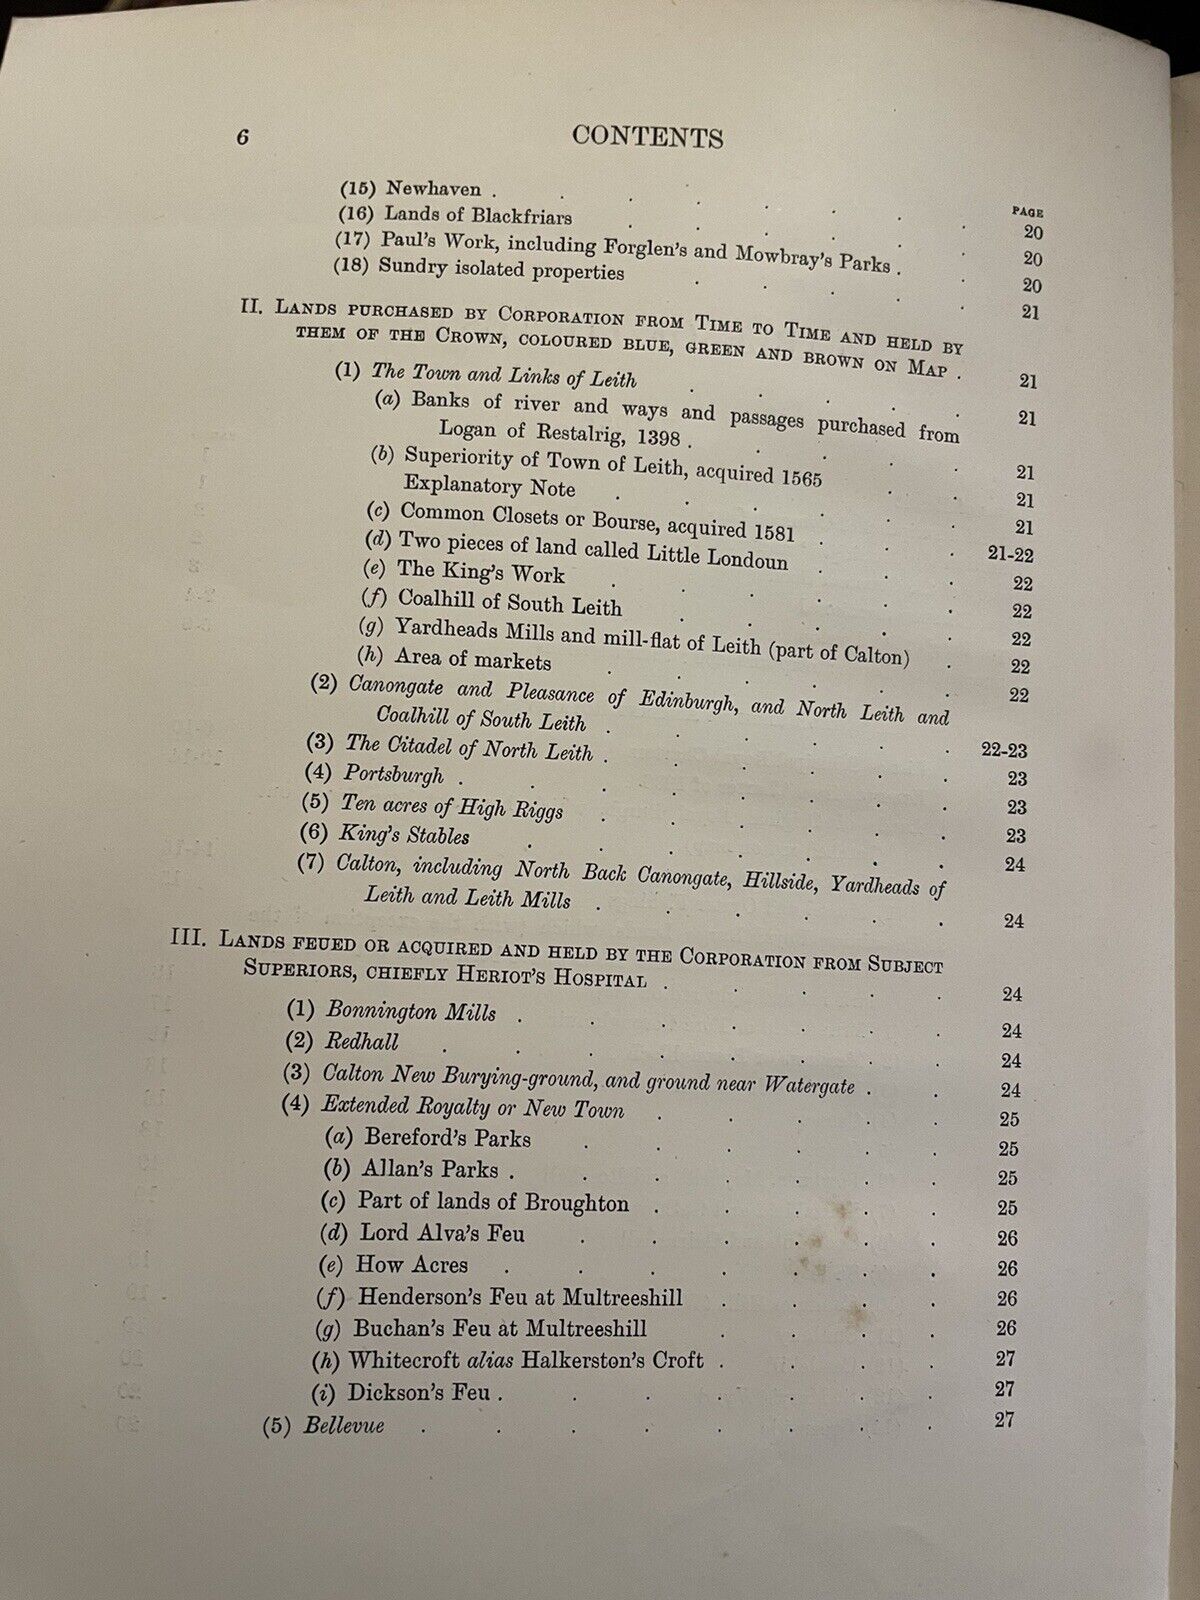 6 CONTENTS
PAGE
(15) Newhaven . . . . . . . 20
(16) Lands of Blackfriars . . . . . . 20
(17) Paul's Work, including Forglen's and Mowbray's Parks . . 20
(18) Sundry isolated properties . . . . . 21
II. LANDS PURCHASED BY CORPORATION FROM TIME TO TIME AND HELD BY
THEM OF THE CROWN, COLOURED BLUE, GREEN AND BROWN ON MAP . 21
(1) The Town and Links of Leith . . . . . 21
(a) Banks of river and ways and passages purchased from
Logan of Restalrig, 1398 . . . . . 21
(b) Superiority of Town of Leith, acquired 1565 . . 21
Explanatory Note . . . . . . 21
(c) Common Closets or Bourse, acquired 1581 . . . 21-22
(d) Two pieces of land called Little Londoun . . . 22
(e) The King's Work . . . . . . 22
(f) Coalhill of South Leith . . . . . 22
(g) Yardheads Mills and mill-flat of Leith (part of Calton) . 22
(h) Area of markets . . . . . . 22
(2) Canongate and Pleasance of Edinburgh, and North Leith and
Coalhill of South Leith . . . . . . 22-23
(3) The Citadel of North Leith . . . . . . 23
(4) Portsburgh . . . . . . . . 23
(5) Ten acres of High Riggs . . . . . . 23
(6) King's Stables . . . . . . . 24
(7) Calton, including North Back Canongate, Hillside, Yardheads of
Leith and Leith Mills . . . . . . 24
III. LANDS FEUED OR ACQUIRED AND HELD BY THE CORPORATION FROM SUBJECT
SUPERIORS, CHIEFLY HERIOT'S HOSPITAL . . . . . 24
(1) Bonnington Mills . . . . . . . 24
(2) Redhall . . . . . . . . 24
(3) Calton New Burying-ground, and ground near Watergate . . 24
(4) Extended Royalty or New Town . . . . . 25
(a) Bereford's Parks . . . . . . 25
(b) Allan's Parks . . . . . . . 25
(c) Part of lands of Broughton . . . . . 25
(d) Lord Alva's Feu . . . . . . 26
(e) How Acres . . . . . . . 26
(f) Henderson's Feu at Multreeshill . . . . 26
(g) Buchan's Feu at Multreeshill . . . . 26
(h) Whitecroft alias Halkerston's Croft . . . . 27
(i) Dickson's Feu . . . . . . . 27
(5) Bellevue . . . . . . . . 27